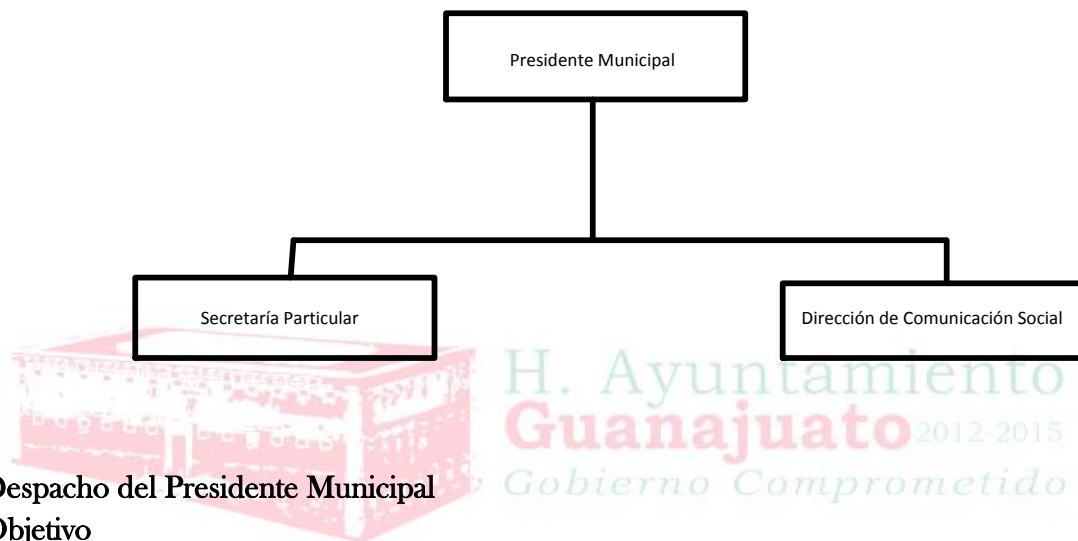 Presidente Municipal
Secretaría Particular
Dirección de Comunicación Social
H. Ayuntamiento
Guanajuato 2012-2015
Gobierno Comprometido
Despacho del Presidente Municipal
Objetivo